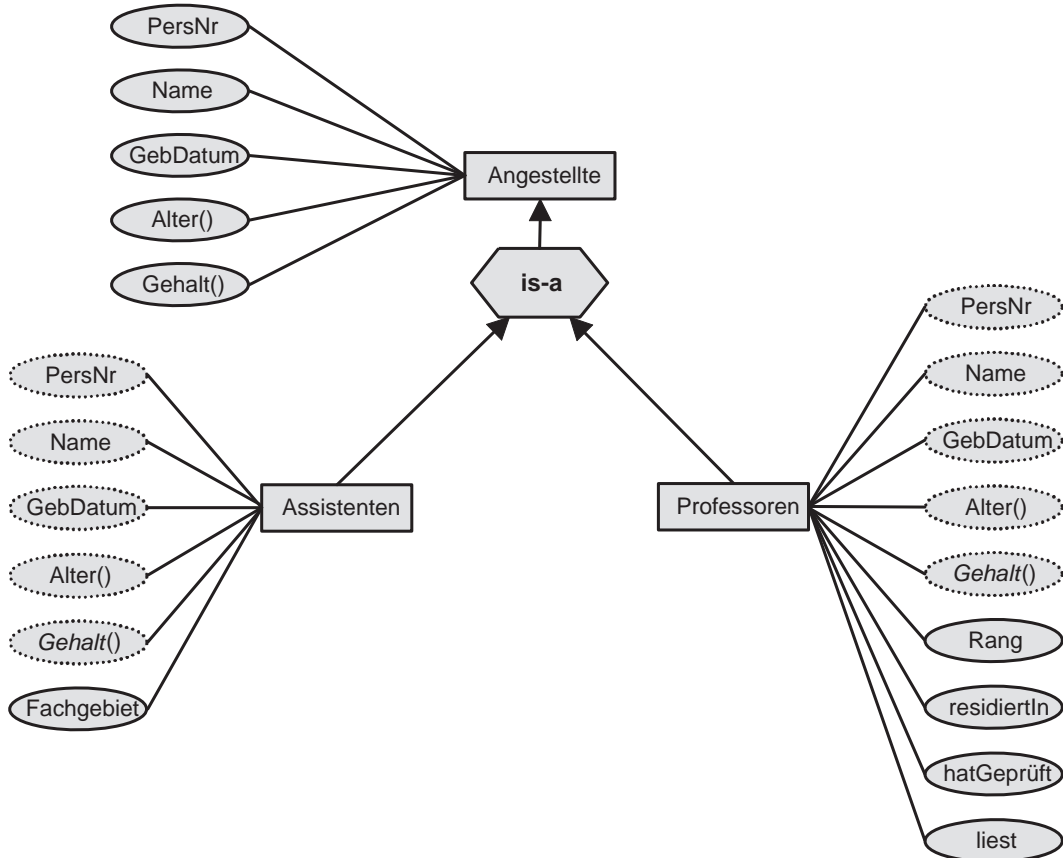 PersNr
Name
GebDatum
Alter()
Gehalt()
Angestellte
is-a
PersNr
Name
GebDatum
Alter()
Gehalt()
Fachgebiet
Assistenten
Professoren
PersNr
Name
GebDatum
Alter()
Gehalt()
Rang
residiertIn
hatGeprüft
liest